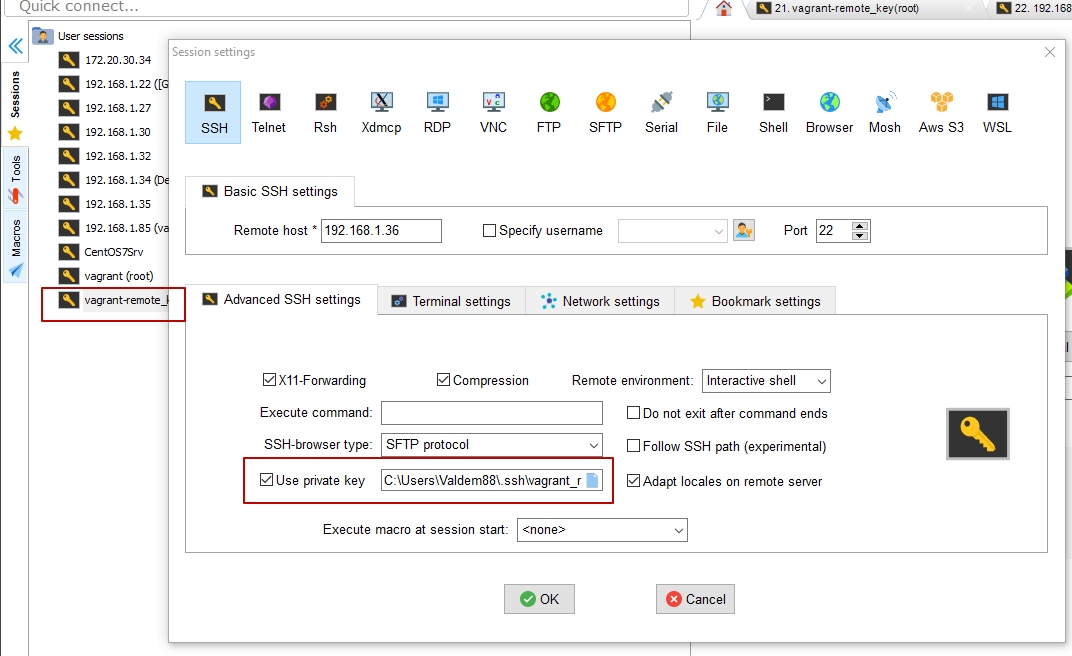 Quick connect...
21. vagrant-remote_key(root)
22. 192.168
User sessions
172.20.30.34
192.168.1.22 ([G
192.168.1.27
192.168.1.30
192.168.1.32
192.168.1.34 (De
192.168.1.35
192.168.1.85 (va
CentOS7Srv
vagrant (root)
vagrant-remote_k
Sessions
Tools
Macros
Session settings
SSH
Telnet
Rsh
Xdmcp
RDP
VNC
FTP
SFTP
Serial
File
Shell
Browser
Mosh
Aws S3
WSL
Basic SSH settings
Remote host * 192.168.1.36
Specify username
Port 22
Advanced SSH settings
Terminal settings
Network settings
Bookmark settings
X11-Forwarding
Compression
Remote environment: Interactive shell
Execute command:
Do not exit after command ends
SSH-browser type: SFTP protocol
Follow SSH path (experimental)
Use private key C:\Users\Valdem88\.ssh\vagrant_r
Adapt locales on remote server
Execute macro at session start: <none>
OK
Cancel